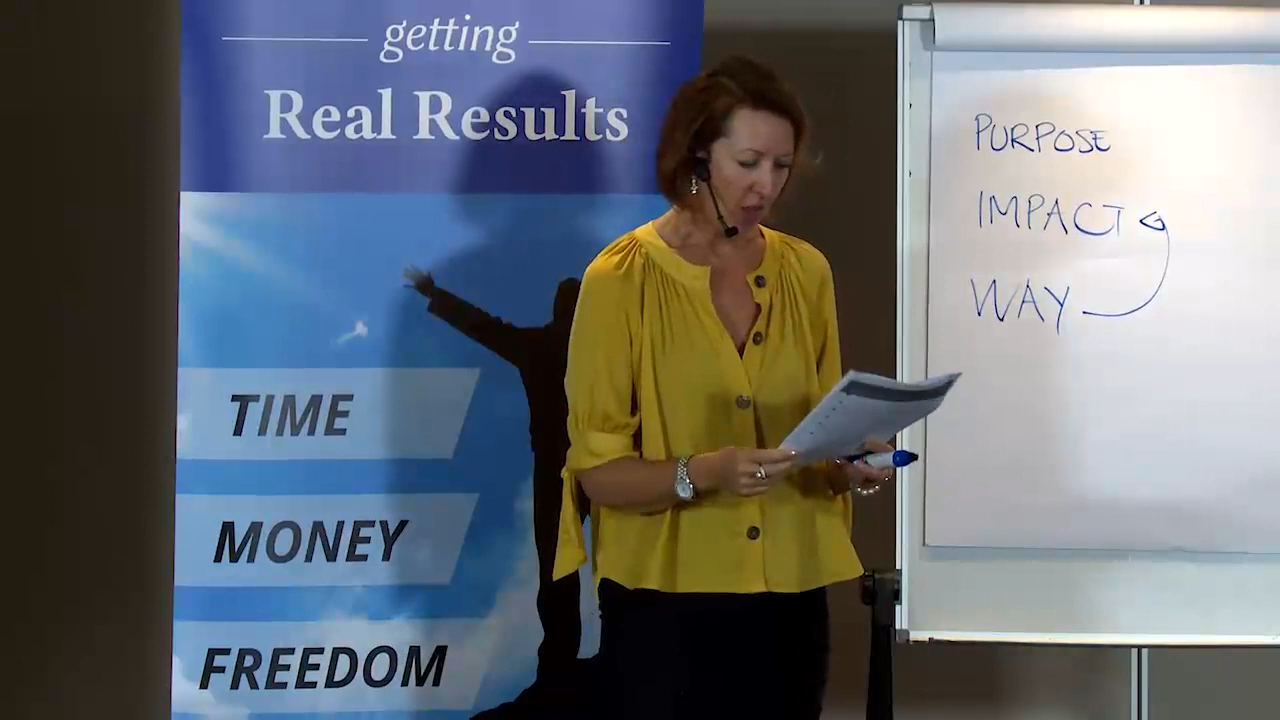 getting
Real Results
TIME
MONEY
FREEDOM
PURPOSE
IMPACT
WAY